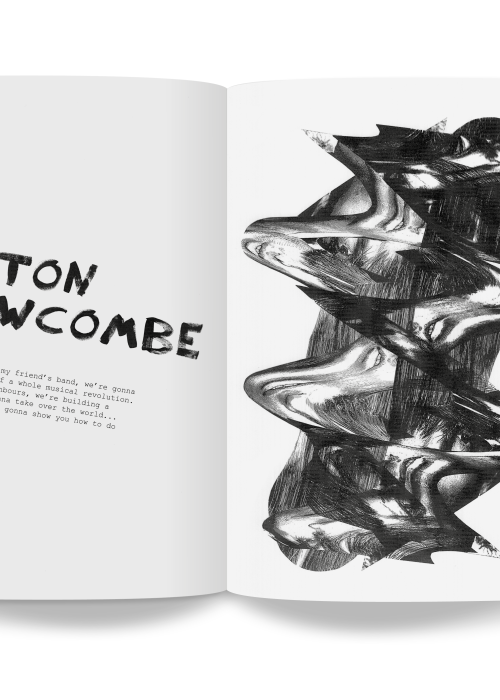 TON
WCOMBE
my friend's band, we're gonna
f a whole musical revolution.
nbours, we're building a
nna take over the world...
gonna show you how to do